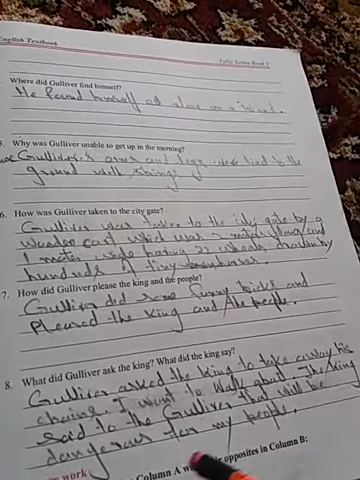 English Textbook
Tulip Series Book V
Where did Gulliver find himself?
He found himself alone on a island.
5. Why was Gulliver unable to get up in the morning?
Gulliver's arms and legs were tied to the
ground with strings
6. How was Gulliver taken to the city gate?
Gulliver was taken to the city gate by a
wooden cart which was 2 meter long and
1 meter wide having 22 wheels drawn by
hundreds of tiny
7. How did Gulliver please the king and the people?
Gulliver did some funny tricks and
pleased the king and the people.
8. What did Gulliver ask the king? What did the king say?
Gulliver asked the king to take away his
chains. I want to walk about. The king
said to the Gulliver that will be
dangerous for my people.
work
Column A with their opposites in Column B: